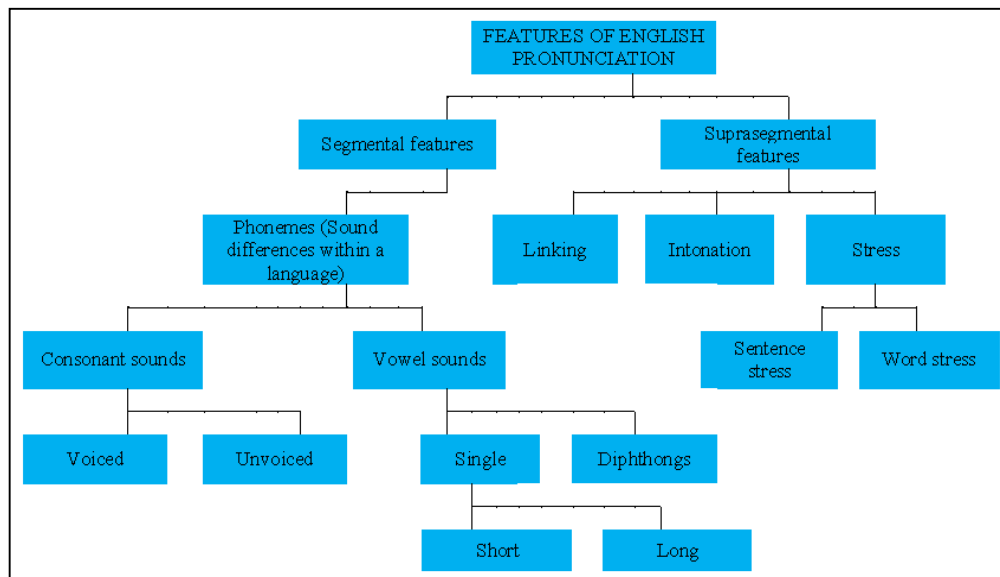 FEATURES OF ENGLISH
PRONUNCIATION
Segmental features
Suprasegmental
features
Phonemes (Sound
differences within a
language)
Linking
Intonation
Stress
Consonant sounds
Vowel sounds
Sentence
stress
Word stress
Voiced
Unvoiced
Single
Diphthongs
Short
Long